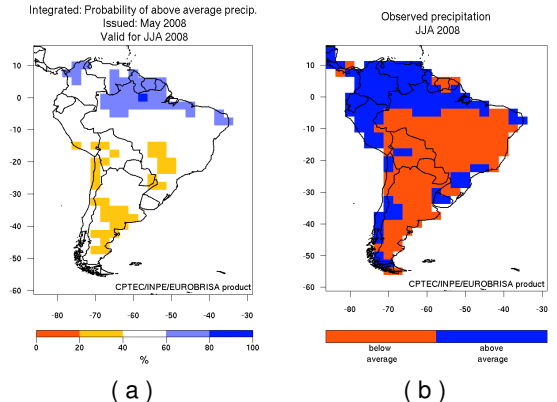 Integrated: Probability of above average precip.
Issued: May 2008
Valid for JJA 2008
10
0
-10
-20
-30
-40
-50
-60
CPTEC/INPE/EUROBRISA product
-80 -70 -60 -50 -40 -30
0 20 40 60 80 100
%
( a )
Observed precipitation
JJA 2008
10
0
-10
-20
-30
-40
-50
-60
CPTEC/INPE/EUROBRISA product
-80 -70 -60 -50 -40 -30
below average
above average
( b )